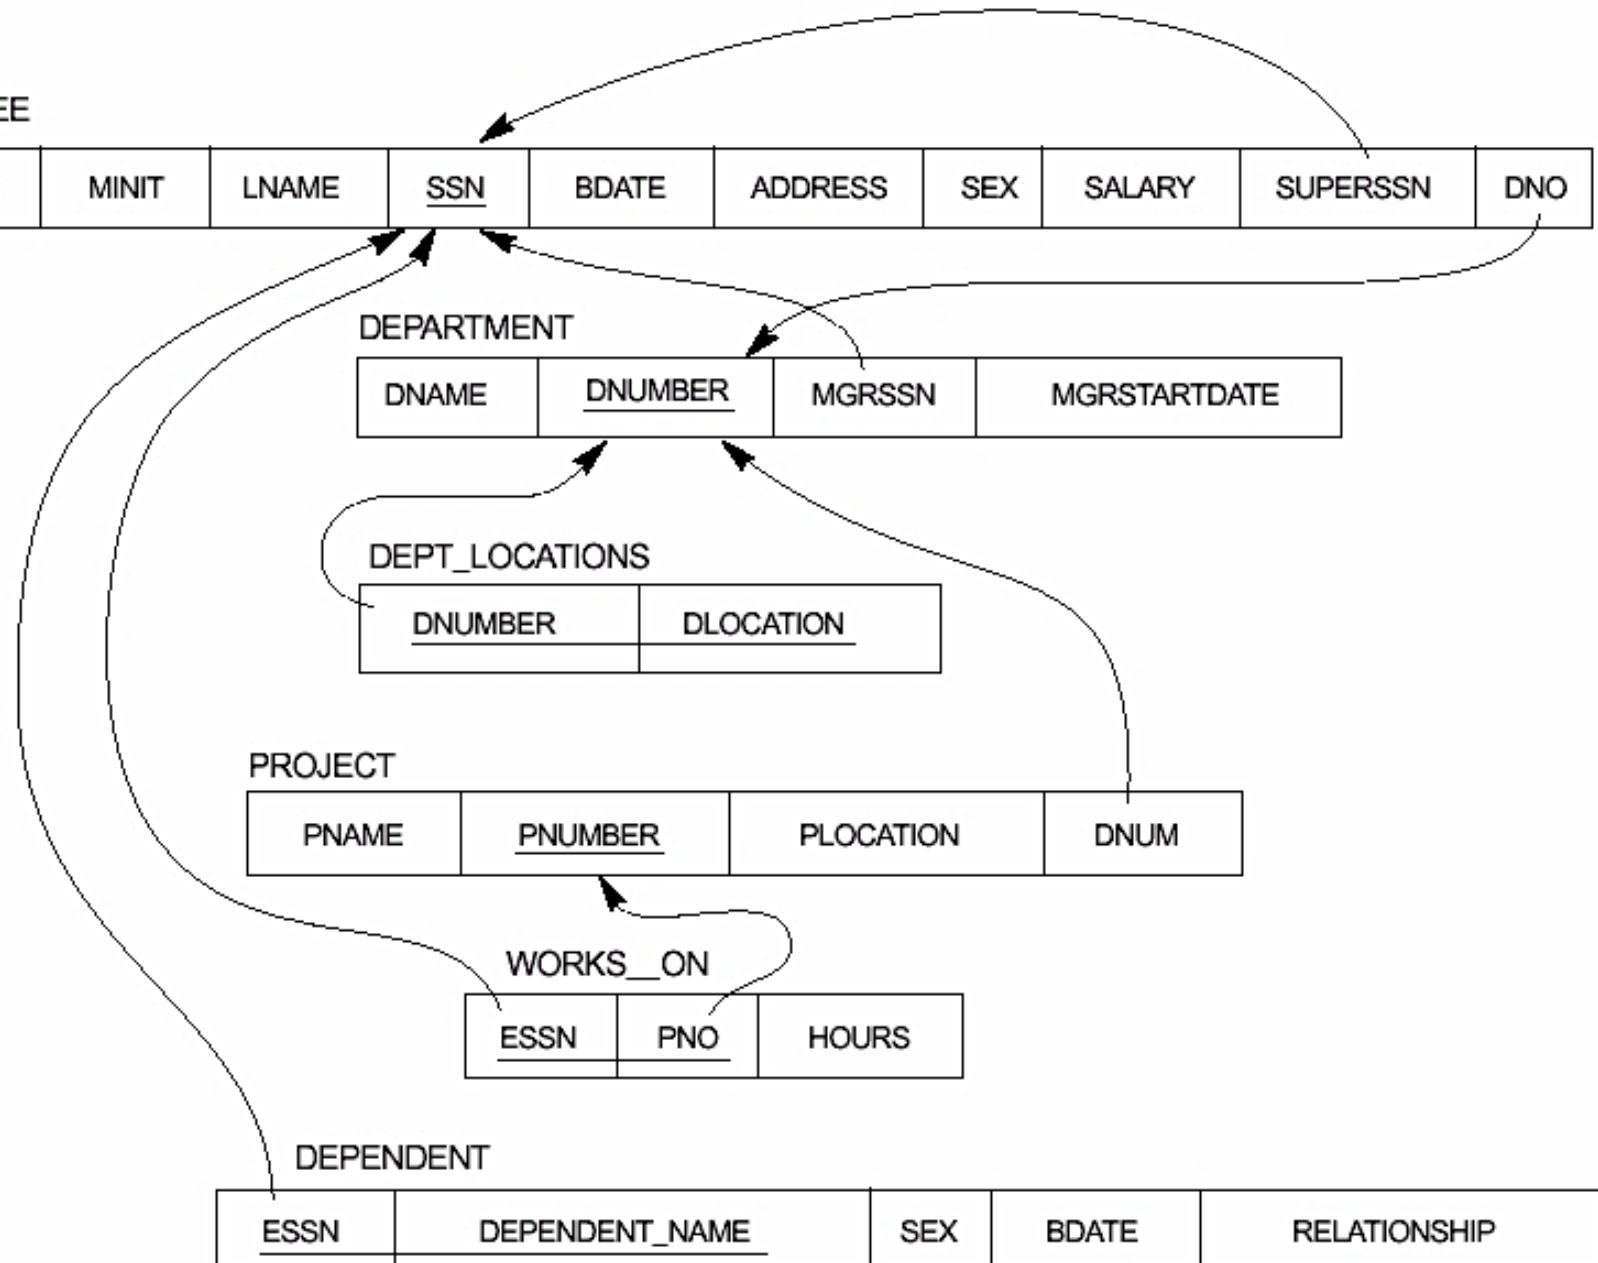 EE
MINIT LNAME SSN BDATE ADDRESS SEX SALARY SUPERSSN DNO
DEPARTMENT
DNAME DNUMBER MGRSSN MGRSTARTDATE
DEPT_LOCATIONS
DNUMBER DLOCATION
PROJECT
PNAME PNUMBER PLOCATION DNUM
WORKS__ON
ESSN PNO HOURS
DEPENDENT
ESSN DEPENDENT_NAME SEX BDATE RELATIONSHIP